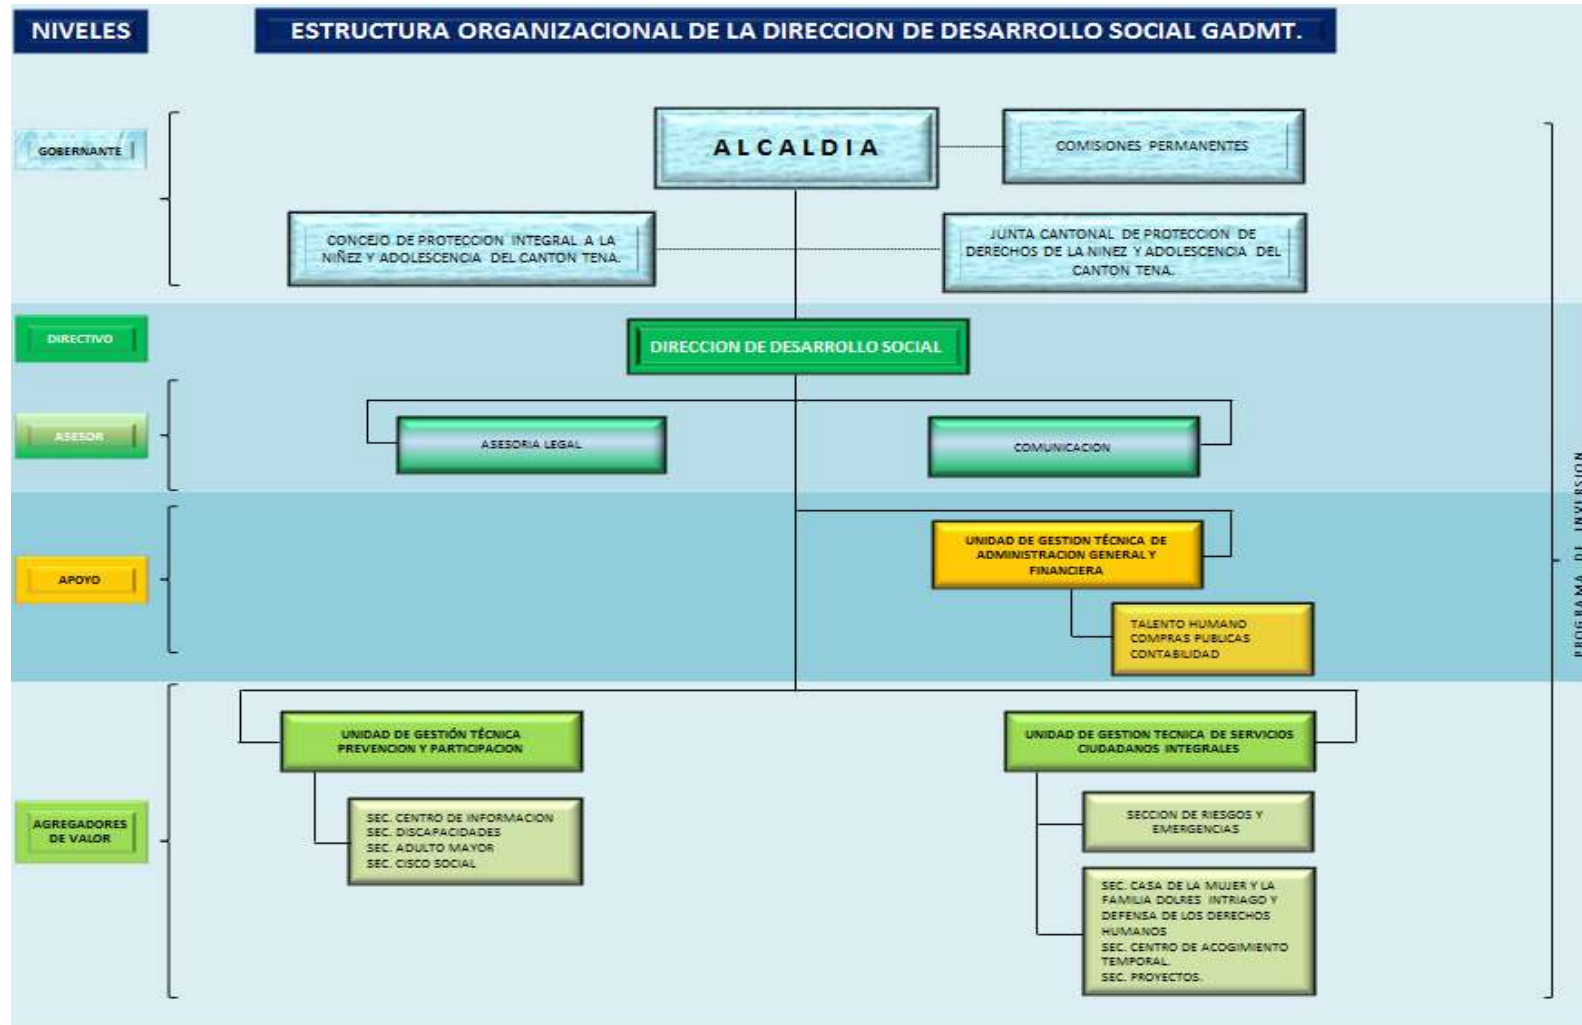 NIVELES
ESTRUCTURA ORGANIZACIONAL DE LA DIRECCION DE DESARROLLO SOCIAL GADMT.
GOBERNANTE
ALCALDIA
COMISIONES PERMANENTES
CONCEJO DE PROTECCION INTEGRAL A LA
NIÑEZ Y ADOLESCENCIA DEL CANTON TENA.
JUNTA CANTONAL DE PROTECCION DE
DERECHOS DE LA NINEZ Y ADOLESCENCIA DEL
CANTON TENA.
DIRECTIVO
DIRECCION DE DESARROLLO SOCIAL
ASESOR
ASESORIA LEGAL
COMUNICACION
APOYO
UNIDAD DE GESTION TÉCNICA DE
ADMINISTRACION GENERAL Y
FINANCIERA
TALENTO HUMANO
COMPRAS PUBLICAS
CONTABILIDAD
PROGRAMA DE INVERSION
AGREGADORES
DE VALOR
UNIDAD DE GESTIÓN TÉCNICA
PREVENCION Y PARTICIPACION
SEC. CENTRO DE INFORMACION
SEC. DISCAPACIDADES
SEC. ADULTO MAYOR
SEC. CISCO SOCIAL
UNIDAD DE GESTION TECNICA DE SERVICIOS
CIUDADANOS INTEGRALES
SECCION DE RIESGOS Y
EMERGENCIAS
SEC. CASA DE LA MUJER Y LA
FAMILIA DOLRES INTRIAGO Y
DEFENSA DE LOS DERECHOS
HUMANOS
SEC. CENTRO DE ACOGIMIENTO
TEMPORAL.
SEC. PROYECTOS.